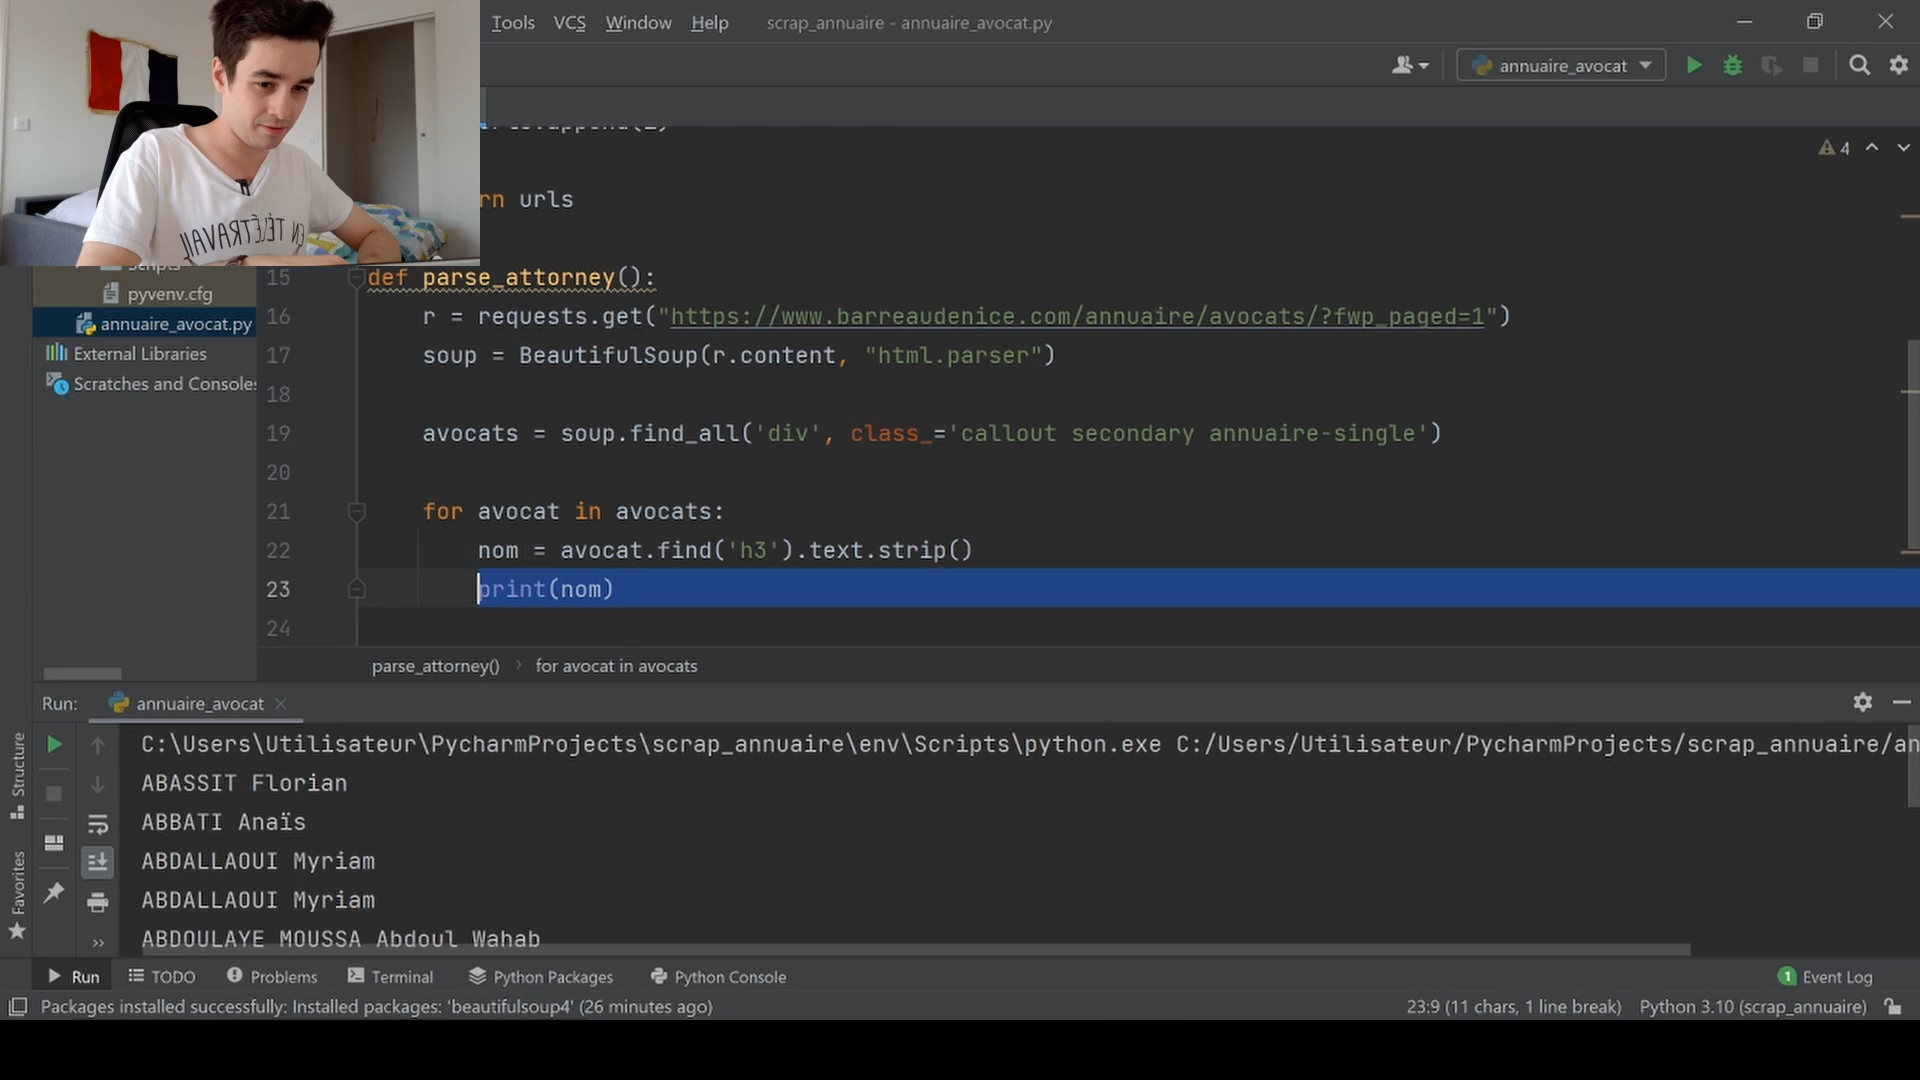 Tools VCS Window Help scrap_annuaire - annuaire_avocat.py
annuaire_avocat
4
rn urls
EN TÉLÉTRAVAIL
Scripts
pyvenv.cfg
annuaire_avocat.py
External Libraries
Scratches and Consoles
15 def parse_attorney():
16 r = requests.get("https://www.barreaudenice.com/annuaire/avocats/?fwp_paged=1")
17 soup = BeautifulSoup(r.content, "html.parser")
18
19 avocats = soup.find_all('div', class_='callout secondary annuaire-single')
20
21 for avocat in avocats:
22 nom = avocat.find('h3').text.strip()
23 print(nom)
24
parse_attorney() › for avocat in avocats
Run: annuaire_avocat
Structure
Favorites
C:\Users\Utilisateur\PycharmProjects\scrap_annuaire\env\Scripts\python.exe C:/Users/Utilisateur/PycharmProjects/scrap_annuaire/an
ABASSIT Florian
ABBATI Anaïs
ABDALLAOUI Myriam
ABDALLAOUI Myriam
ABDOULAYE MOUSSA Abdoul Wahab
Run TODO Problems Terminal Python Packages Python Console 1 Event Log
Packages installed successfully: Installed packages: 'beautifulsoup4' (26 minutes ago) 23:9 (11 chars, 1 line break) Python 3.10 (scrap_annuaire)